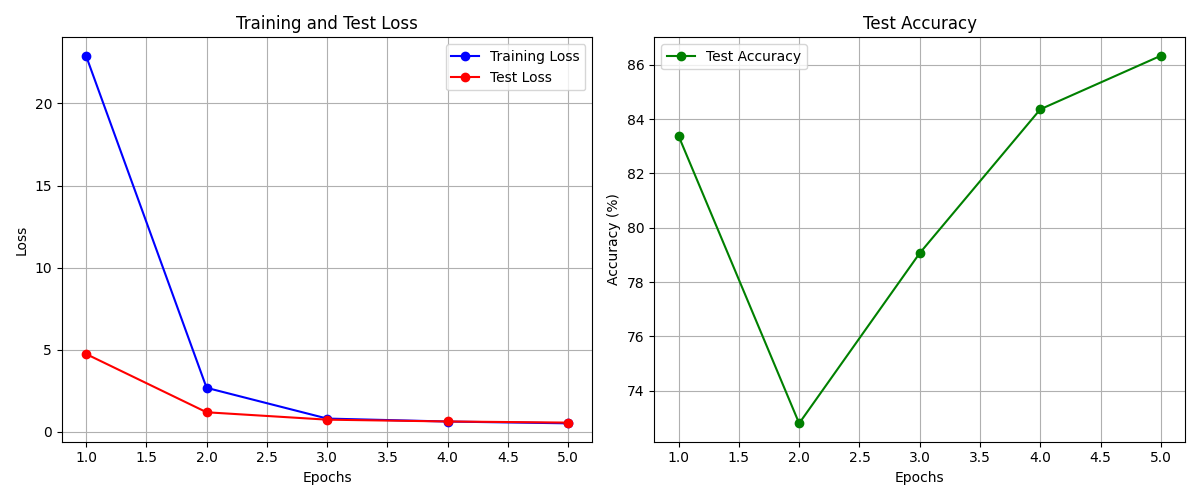 Training and Test Loss
Training Loss
Test Loss
20
15
10
5
0
Loss
1.0 1.5 2.0 2.5 3.0 3.5 4.0 4.5 5.0
Epochs
Test Accuracy
Test Accuracy
86
84
82
80
78
76
74
Accuracy (%)
1.0 1.5 2.0 2.5 3.0 3.5 4.0 4.5 5.0
Epochs